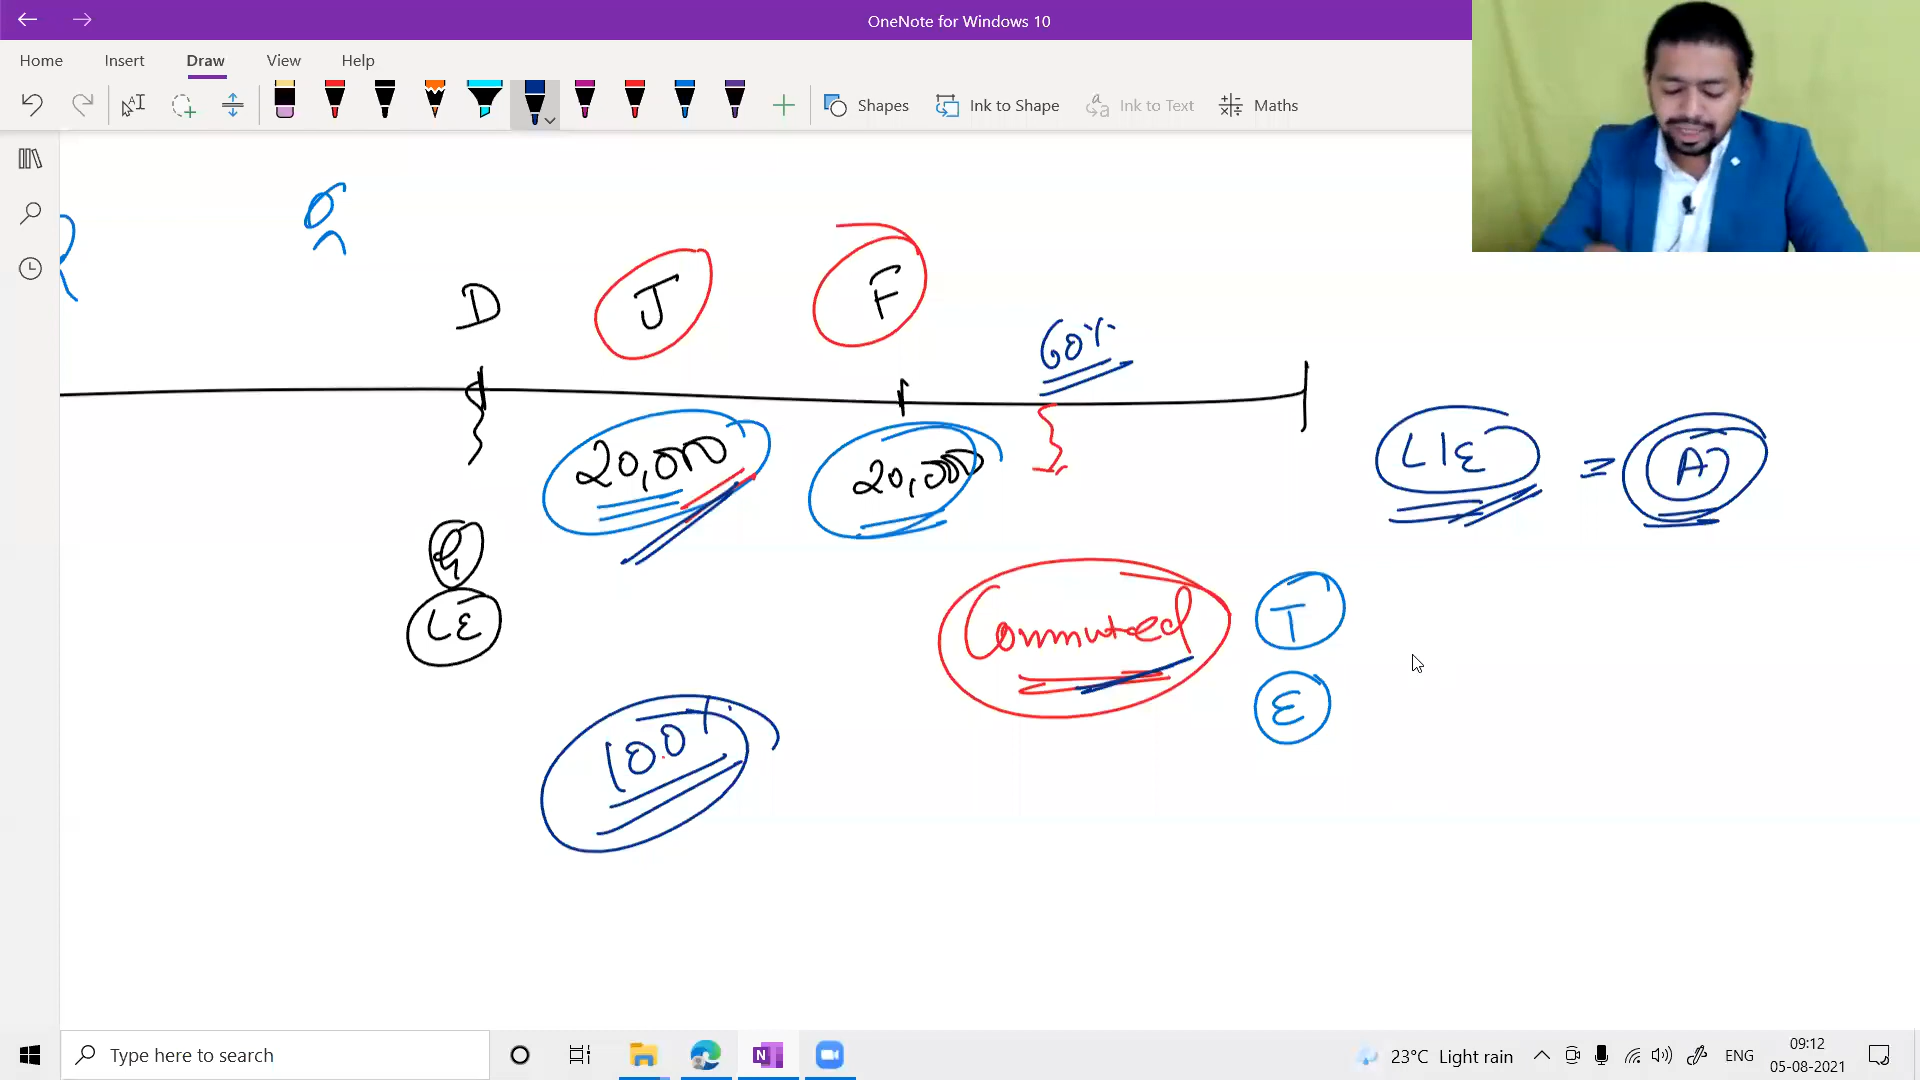 OneNote for Windows 10
Home Insert Draw View Help
Shapes Ink to Shape Ink to Text Maths
D J F
60%
20,000 20,000
LE
LIE = A
Commuted T
E
100%
Type here to search
23°C Light rain ENG 09:12
05-08-2021